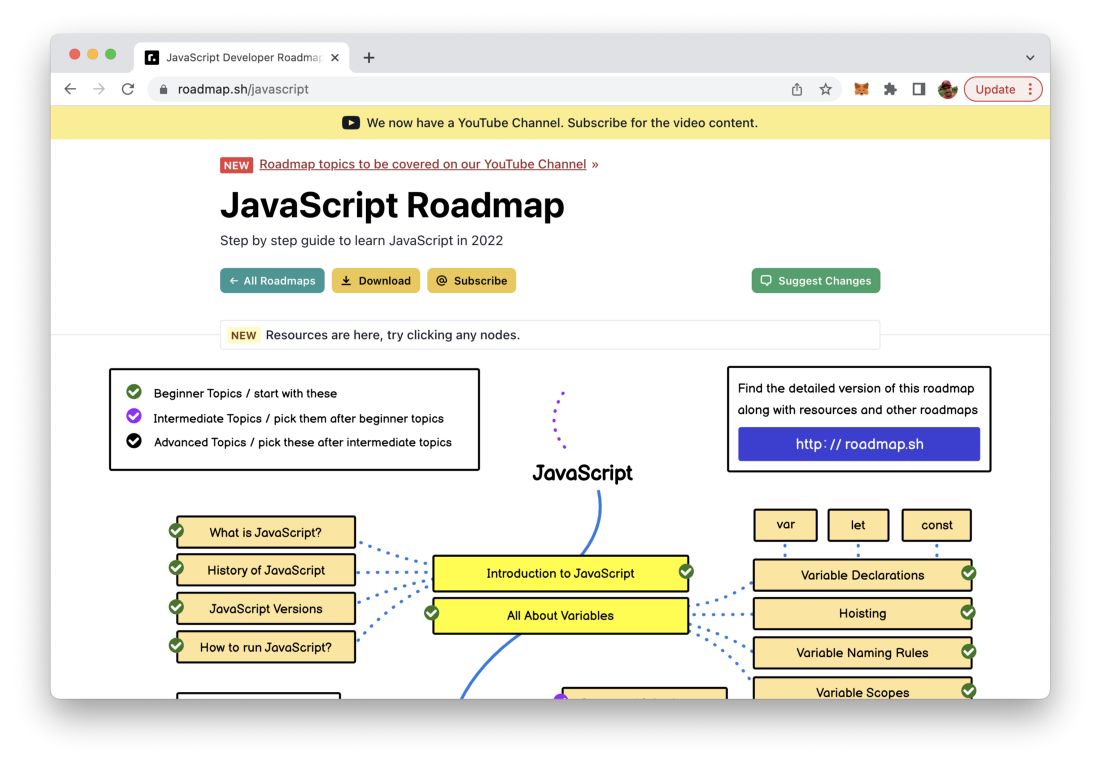 JavaScript Developer Roadmap
roadmap.sh/javascript
Update
We now have a YouTube Channel. Subscribe for the video content.
NEW Roadmap topics to be covered on our YouTube Channel »
JavaScript Roadmap
Step by step guide to learn JavaScript in 2022
← All Roadmaps
Download
Subscribe
Suggest Changes
NEW Resources are here, try clicking any nodes.
Beginner Topics / start with these
Intermediate Topics / pick them after beginner topics
Advanced Topics / pick these after intermediate topics
Find the detailed version of this roadmap
along with resources and other roadmaps
http://roadmap.sh
JavaScript
What is JavaScript?
History of JavaScript
JavaScript Versions
How to run JavaScript?
Introduction to JavaScript
All About Variables
var
let
const
Variable Declarations
Hoisting
Variable Naming Rules
Variable Scopes